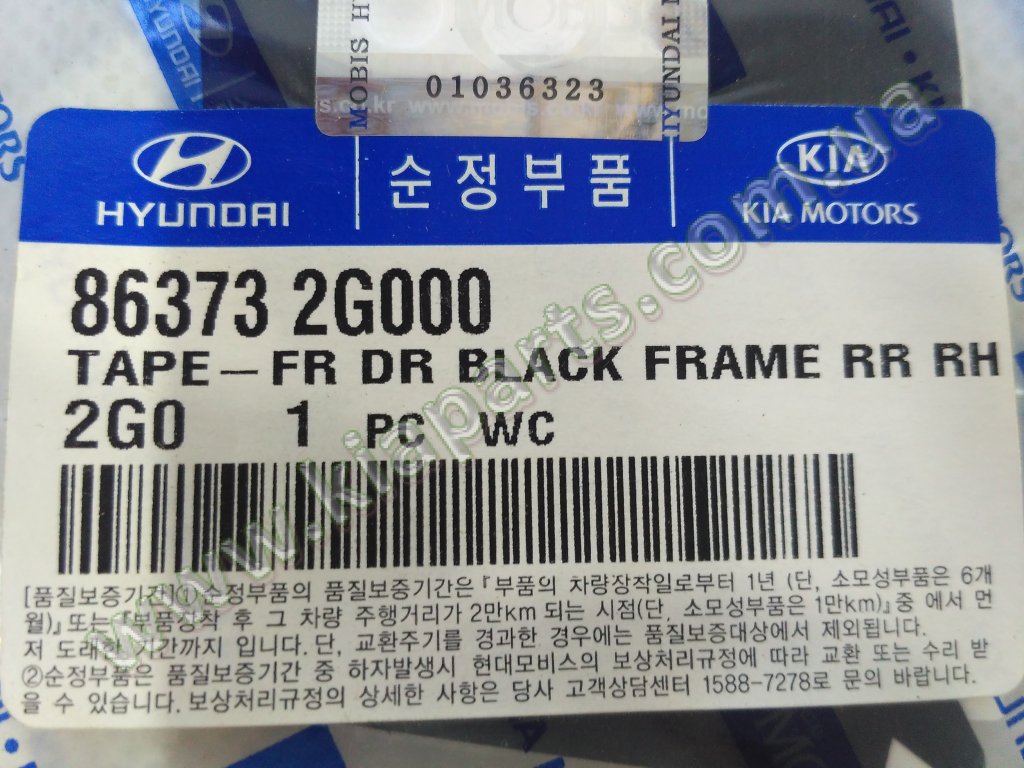 MOBIS H
HYUNDAI M
01036323
HYUNDAI
순정부품
KIA
KIA MOTORS
86373 2G000
TAPE-FR DR BLACK FRAME RR RH
2G0 1 PC WC
[품질보증기간]①순정부품의 품질보증기간은『부품의 차량장착일로부터 1년 (단, 소모성부품은 6개
월)』또는『부품장착 후 그 차량 주행거리가 2만km 되는 시점(단, 소모성부품은 1만km)』중 에서 먼
저 도래한 시간까지 입니다. 단, 교환주기를 경과한 경우에는 품질보증대상에서 제외됩니다.
②순정부품은 품질보증기간 중 하자발생시 현대모비스의 보상처리규정에 따라 교환 또는 수리 받
을 수 있습니다. 보상처리규정의 상세한 사항은 당사 고객상담센터 1588-7278로 문의 바랍니다.
www.kiaparts.com.ua